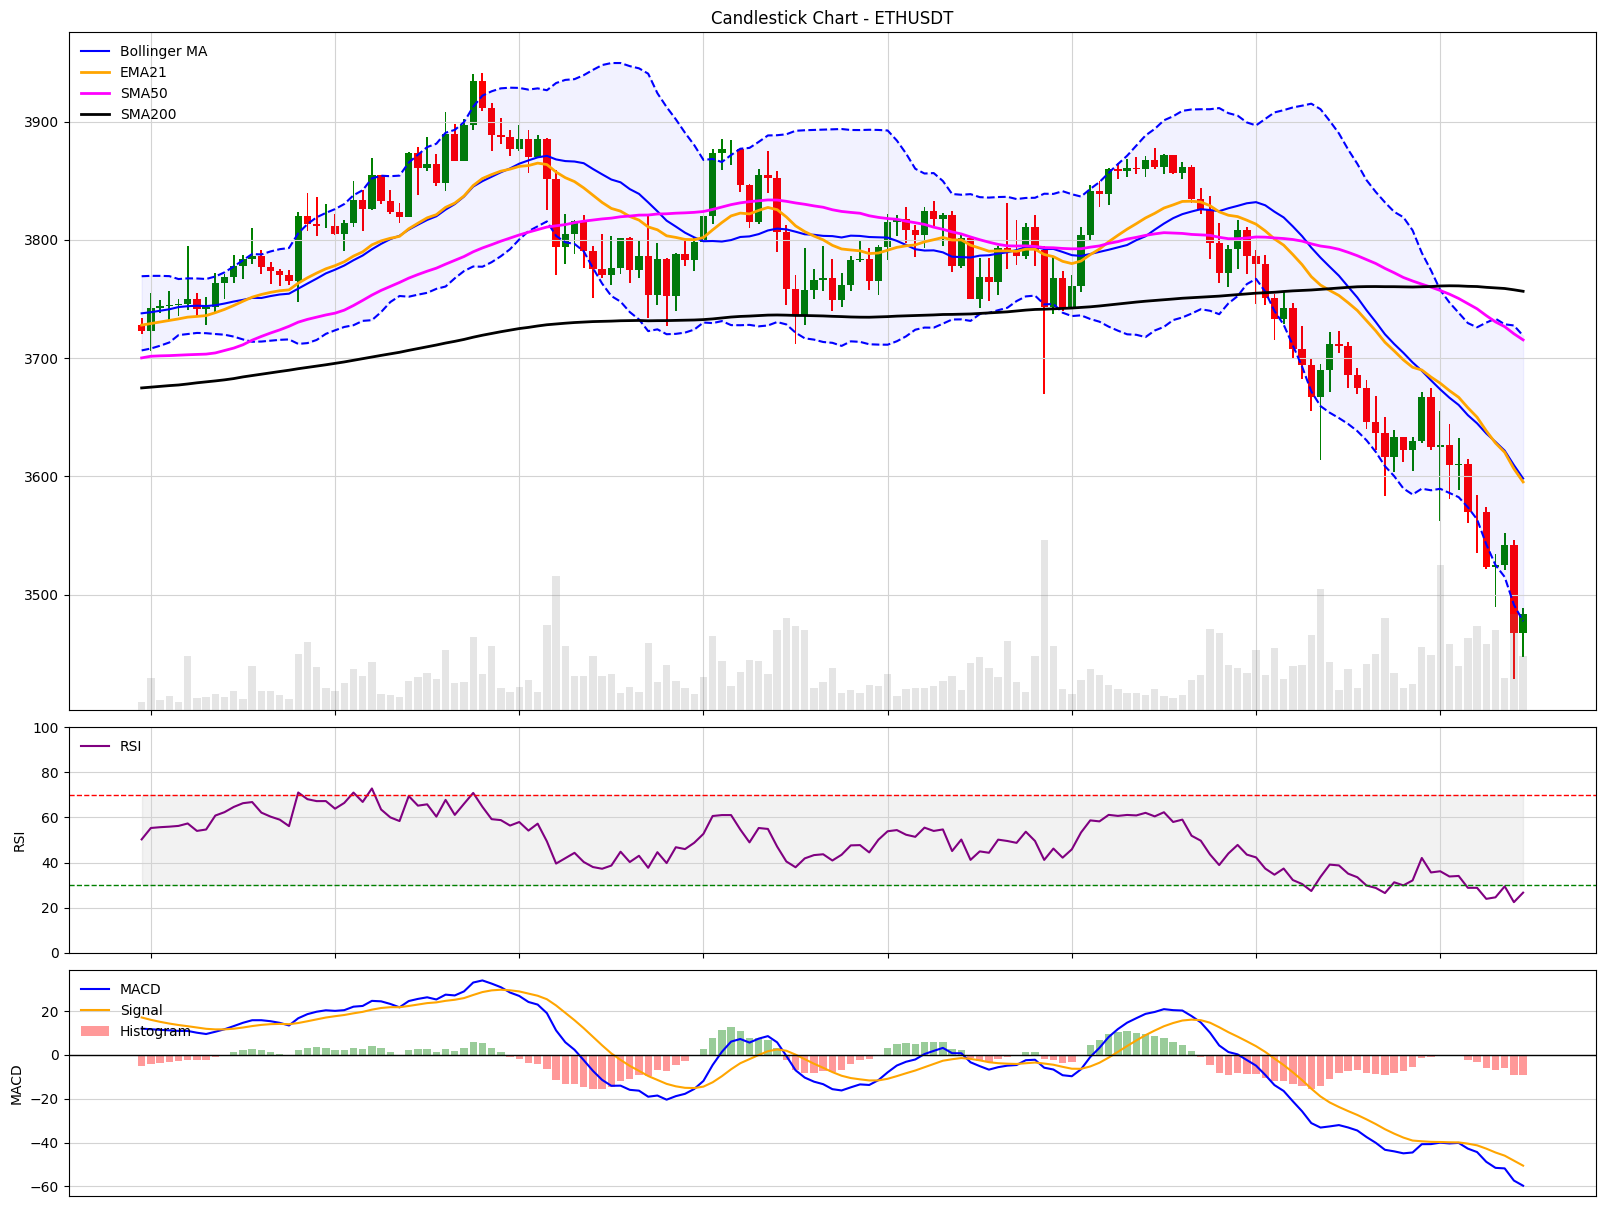 Candlestick Chart - ETHUSDT
Bollinger MA
EMA21
SMA50
SMA200
3900
3800
3700
3600
3500
RSI
100
80
60
40
20
0
RSI
MACD
Signal
Histogram
20
0
−20
−40
−60
MACD